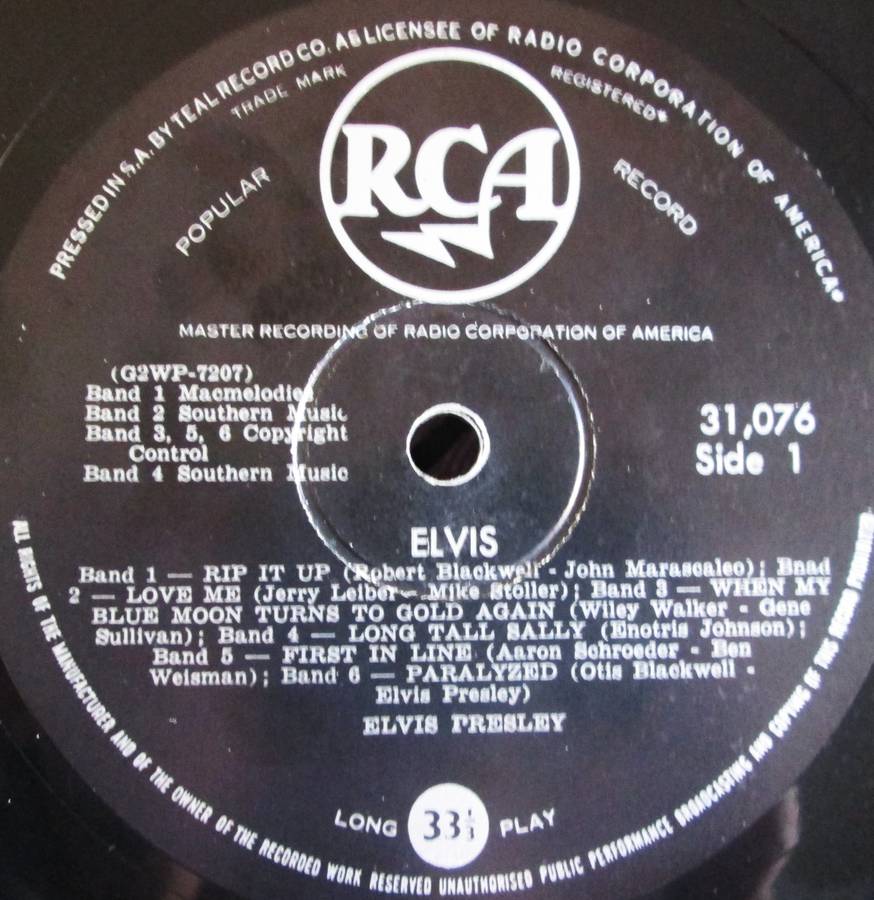 PRESSED IN S.A. BY TEAL RECORD CO. AS LICENSEE OF RADIO CORPORATION OF AMERICA*
TRADE MARK REGISTERED*
POPULAR RECORD
RCA
MASTER RECORDING OF RADIO CORPORATION OF AMERICA
(G2WP-7207)
Band 1 Macmelodies
Band 2 Southern Music
Band 3, 5, 6 Copyright
Control
Band 4 Southern Music
31,076
Side 1
ELVIS
Band 1 — RIP IT UP (Robert Blackwell - John Marascaleo); Bnad
2 — LOVE ME (Jerry Leiber - Mike Stoller); Band 3 — WHEN MY
BLUE MOON TURNS TO GOLD AGAIN (Wiley Walker - Gene
Sullivan); Band 4 — LONG TALL SALLY (Enotris Johnson);
Band 5 — FIRST IN LINE (Aaron Schroeder - Ben
Weisman); Band 6 — PARALYZED (Otis Blackwell -
Elvis Presley)
ELVIS PRESLEY
LONG 33⅓ PLAY
ALL RIGHTS OF THE MANUFACTURER AND OF THE OWNER OF THE RECORDED WORK RESERVED UNAUTHORISED PUBLIC PERFORMANCE BROADCASTING AND COPYING OF THIS RECORD PROHIBITED